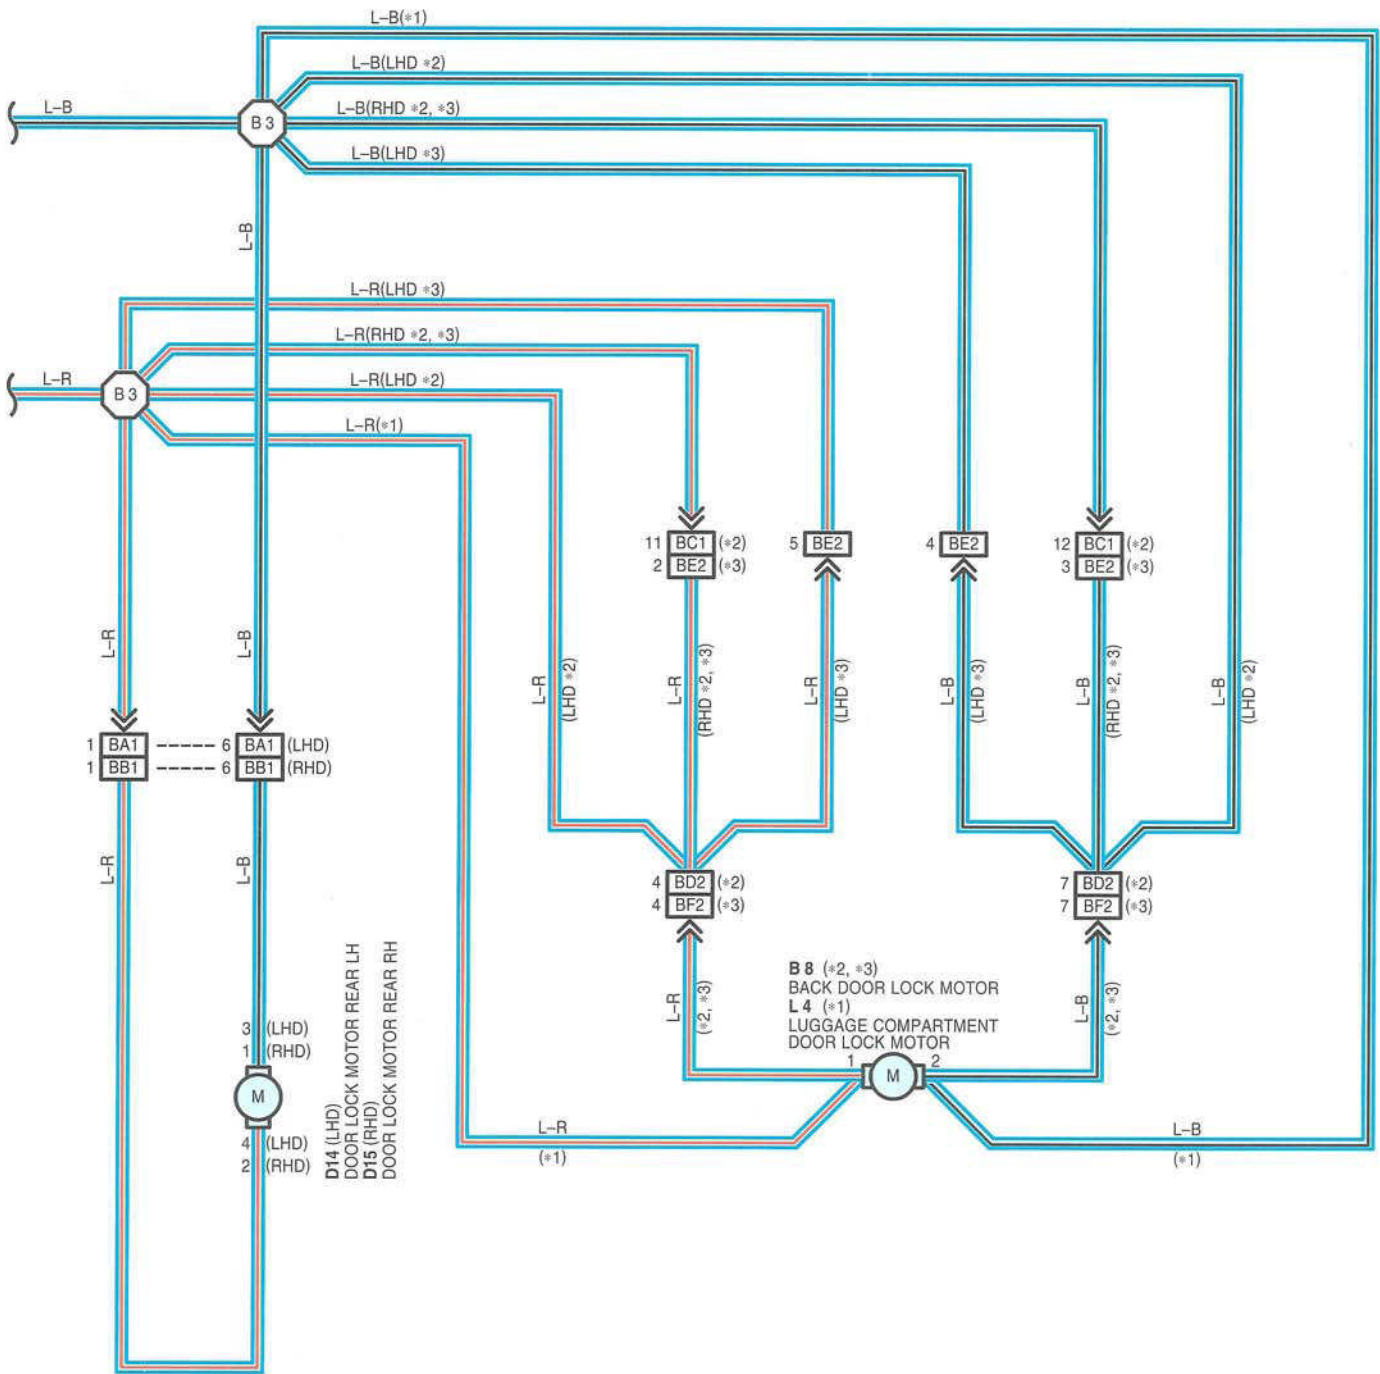 L–B(*1)
L–B(LHD *2)
L–B
B 3
L–B(RHD *2, *3)
L–B(LHD *3)
L–B
L–R(LHD *3)
L–R(RHD *2, *3)
L–R
B 3
L–R(LHD *2)
L–R(*1)
11 BC1 (*2)
2 BE2 (*3)
5 BE2
4 BE2
12 BC1 (*2)
3 BE2 (*3)
L–R
L–B
L–R
(LHD *2)
L–R
(RHD *2, *3)
L–R
(LHD *3)
L–B
(LHD *3)
L–B
(RHD *2, *3)
L–B
(LHD *2)
1 BA1 6 BA1 (LHD)
1 BB1 6 BB1 (RHD)
L–R
L–B
4 BD2 (*2)
4 BF2 (*3)
7 BD2 (*2)
7 BF2 (*3)
L–R
(*2, *3)
B 8 (*2, *3)
BACK DOOR LOCK MOTOR
L 4 (*1)
LUGGAGE COMPARTMENT
DOOR LOCK MOTOR
L–B
(*2, *3)
1 M 2
3 (LHD)
1 (RHD)
M
4 (LHD)
2 (RHD)
D14 (LHD)
DOOR LOCK MOTOR REAR LH
D15 (RHD)
DOOR LOCK MOTOR REAR RH
L–R
(*1)
L–B
(*1)